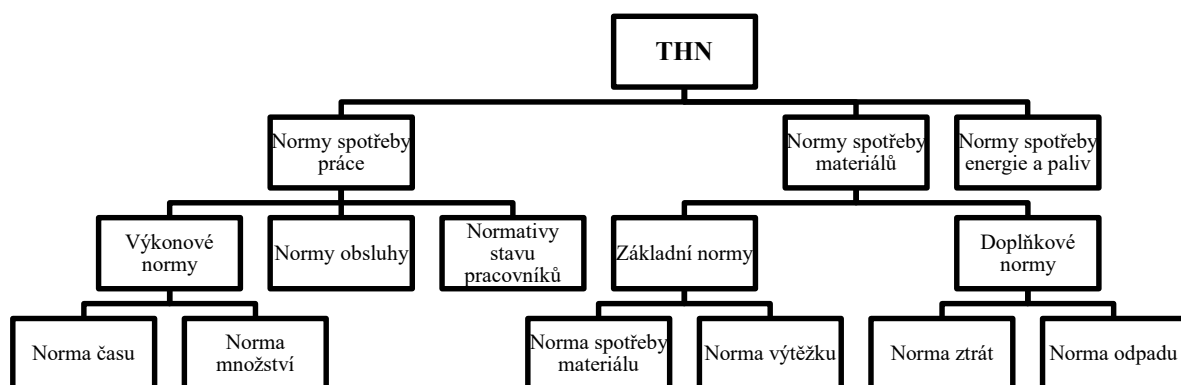 THN
Normy spotřeby
práce
Normy spotřeby
materiálů
Normy spotřeby
energie a paliv
Výkonové
normy
Normy obsluhy
Normativy
stavu
pracovníků
Základní normy
Doplňkové
normy
Norma času
Norma
množství
Norma spotřeby
materiálu
Norma výtěžku
Norma ztrát
Norma odpadu